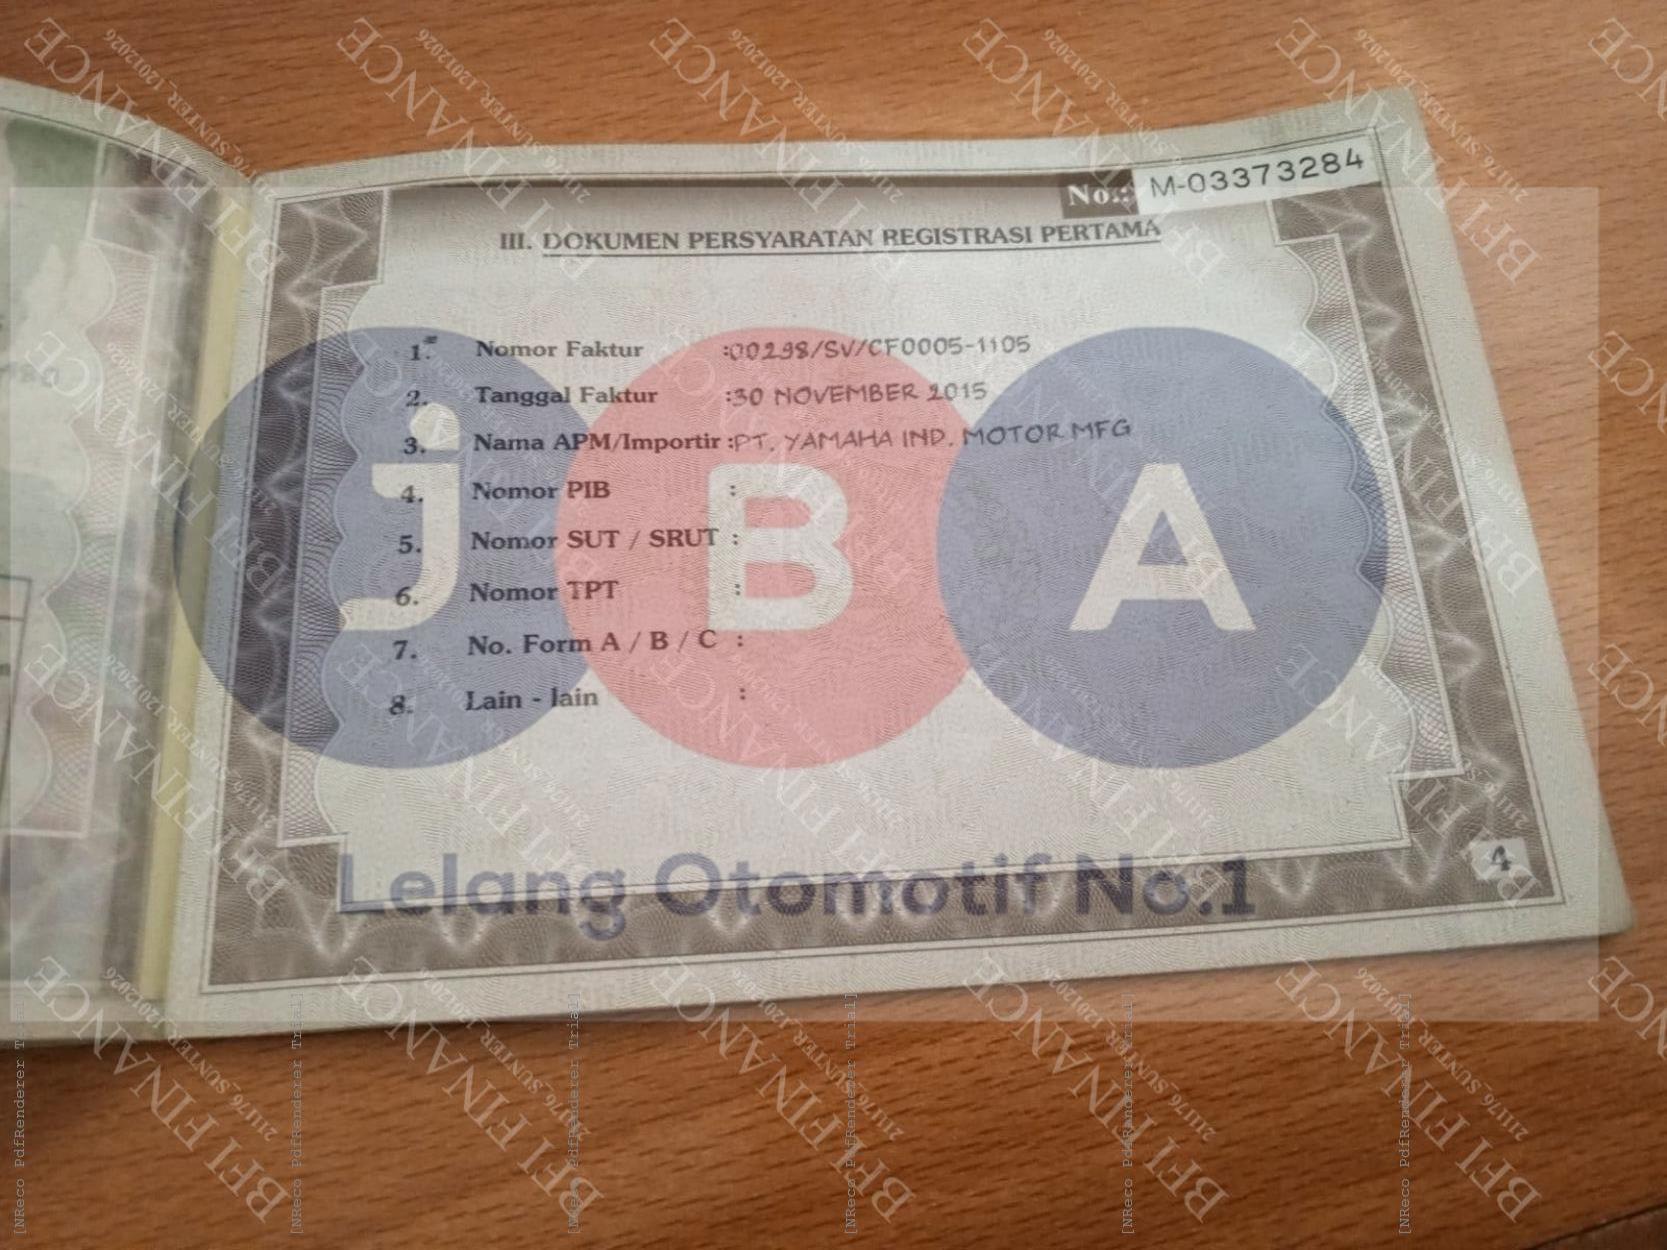 No.: M-03373284
III. DOKUMEN PERSYARATAN REGISTRASI PERTAMA
1. Nomor Faktur :00298/SV/CF0005-1105
2. Tanggal Faktur :30 NOVEMBER 2015
3. Nama APM/Importir :PT. YAMAHA IND. MOTOR MFG
4. Nomor PIB :
5. Nomor SUT / SRUT :
6. Nomor TPT :
7. No. Form A / B / C :
8. Lain - lain :
4
jBA
Lelang Otomotif No.1
BFI FINANCE
211176_SUNTER_12012026
[NReco PdfRenderer Trial]